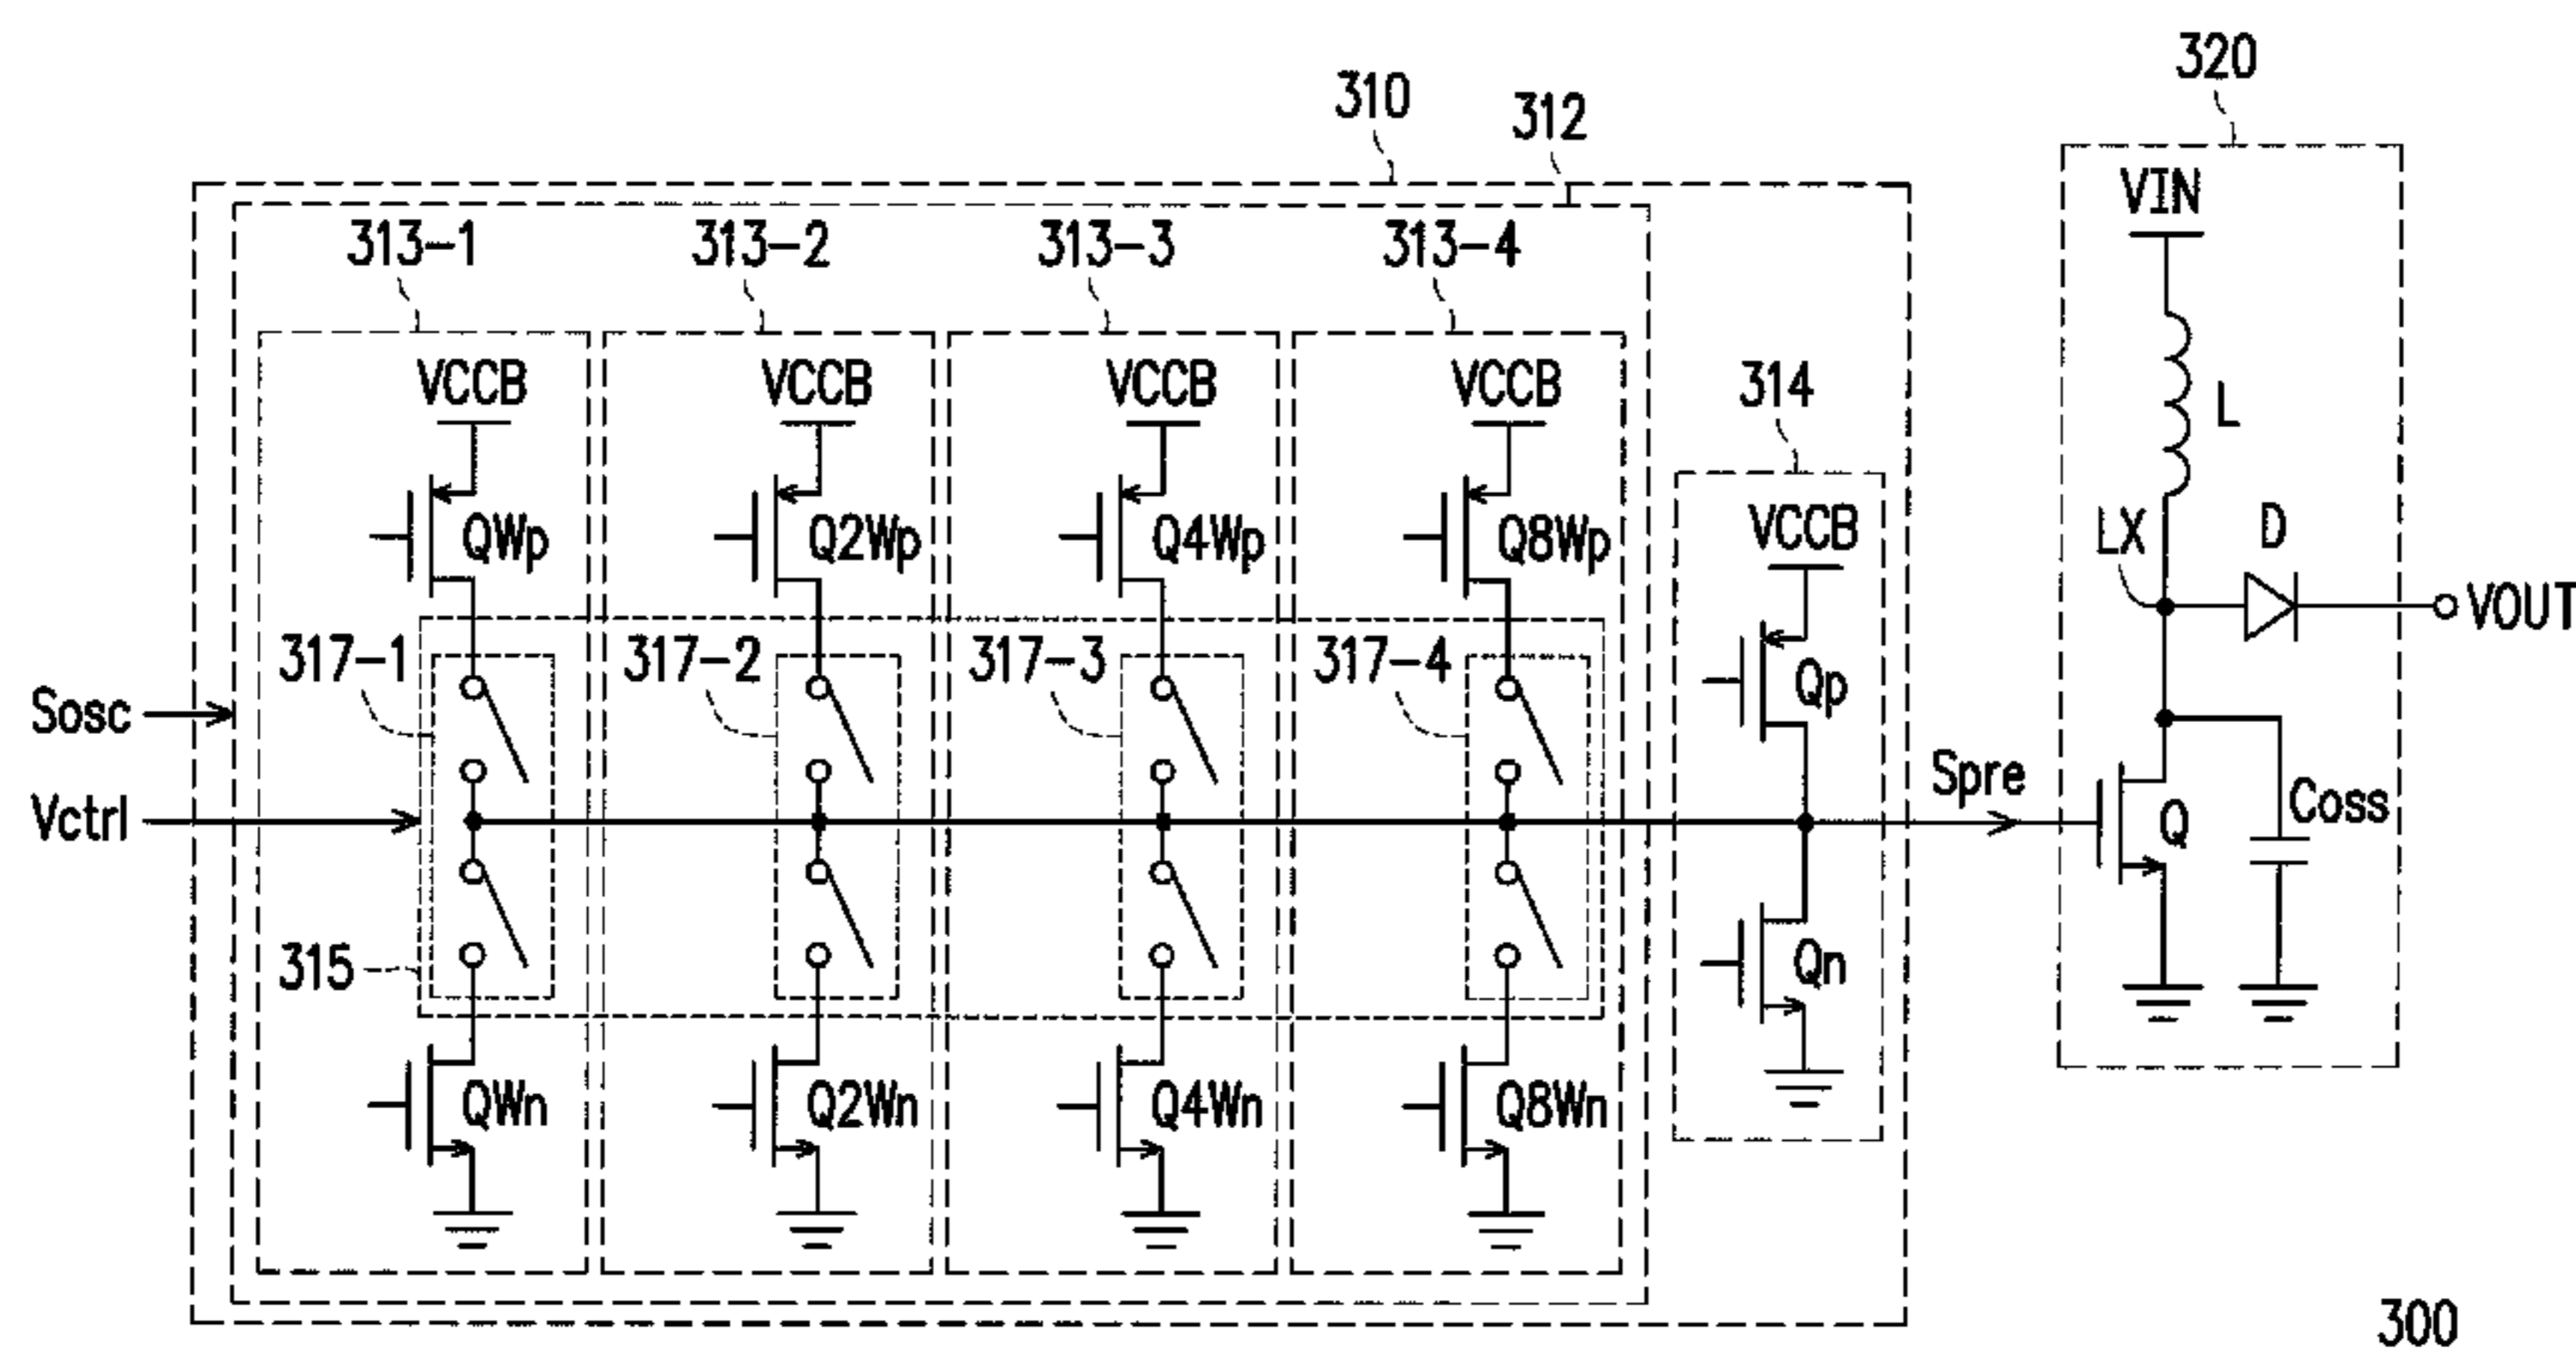 320
310
312
VIN
313-1 313-2 313-3 313-4
VCCB VCCB VCCB VCCB
314
L
VCCB
LX D
QWp Q2Wp Q4Wp Q8Wp
VOUT
317-1 317-2 317-3 317-4
Qp
Sosc
Spre
Vctrl
Coss
Q
315
Qn
QWn Q2Wn Q4Wn Q8Wn
300